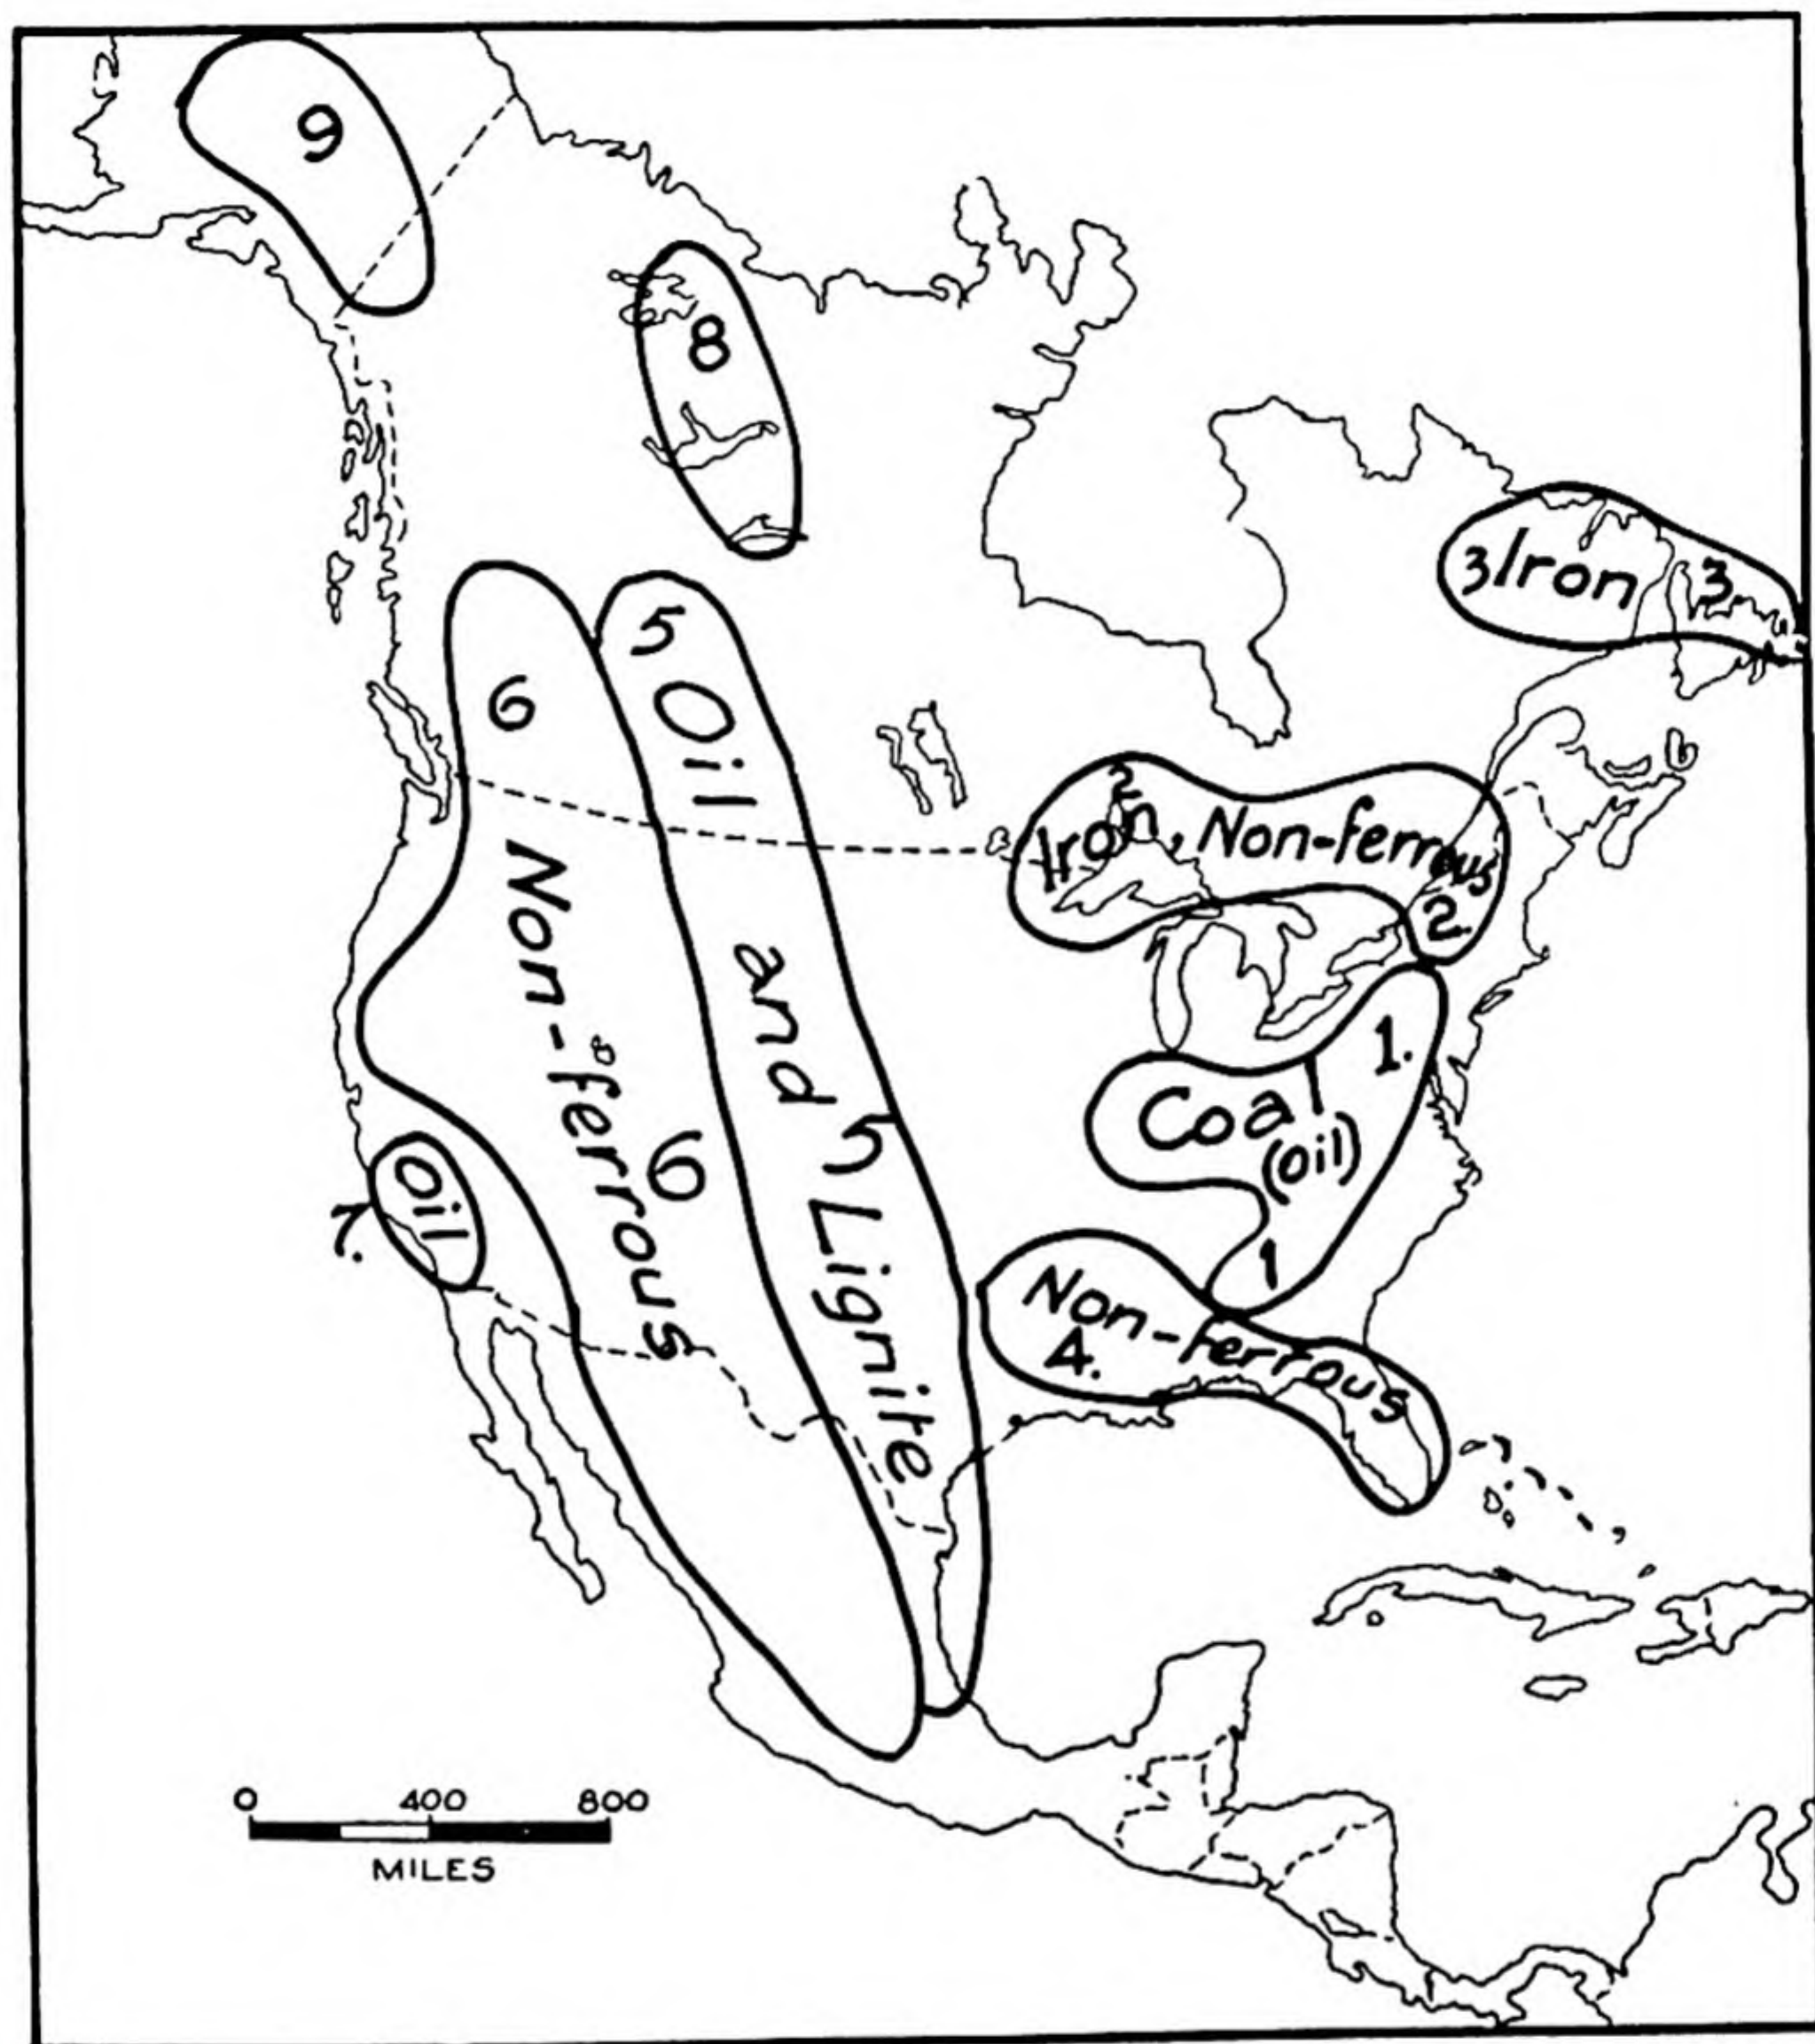 9
8
3 Iron 3.
5
6
Oil
2
Iron, Non-ferrous
2.
Non-ferrous
6
and
5
Lignite
1.
Coal
(oil)
1
7.
Oil
Non-ferrous
4.
0 400 800
MILES